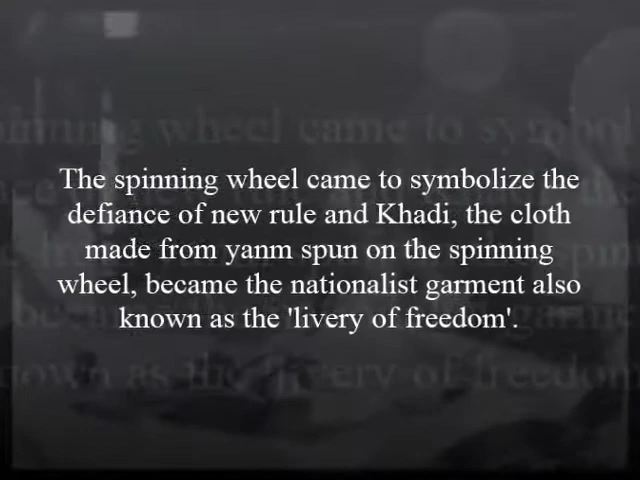 The spinning wheel came to symbolize the
defiance of new rule and Khadi, the cloth
made from yanm spun on the spinning
wheel, became the nationalist garment also
known as the 'livery of freedom'.